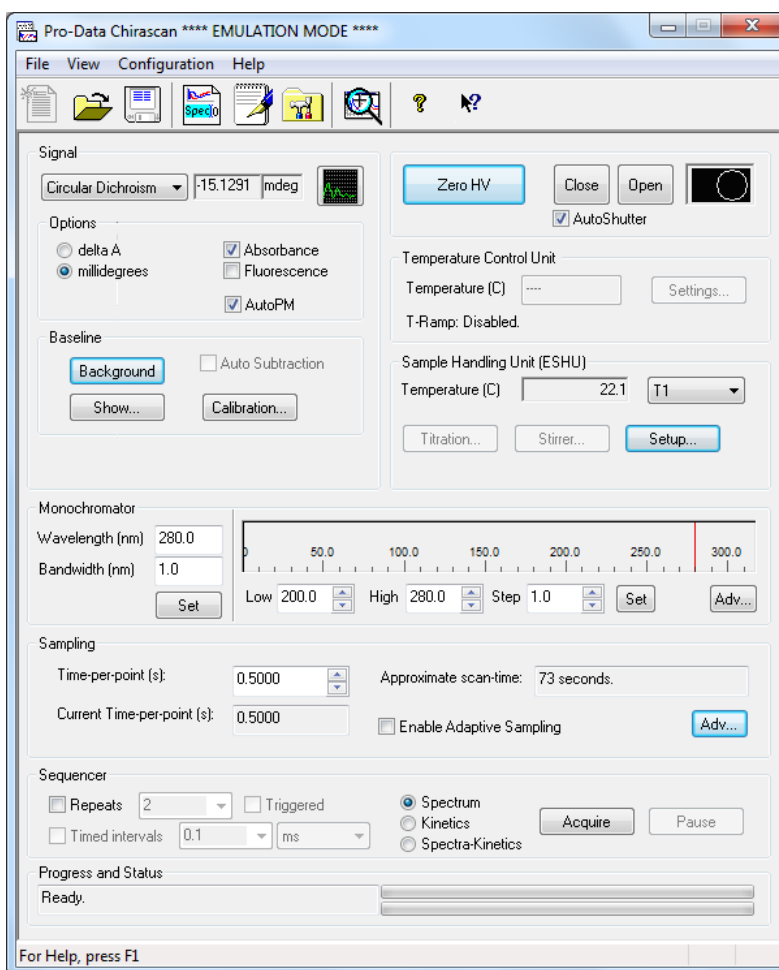 Pro-Data Chirascan **** EMULATION MODE ****
File View Configuration Help
Spec
Signal
Circular Dichroism -15.1291 mdeg
Options
delta A
millidegrees
Absorbance
Fluorescence
AutoPM
Baseline
Background
Auto Subtraction
Show...
Calibration...
Zero HV
Close
Open
AutoShutter
Temperature Control Unit
Temperature (C) ----
Settings...
T-Ramp: Disabled.
Sample Handling Unit (ESHU)
Temperature (C) 22.1 T1
Titration...
Stirrer...
Setup...
Monochromator
Wavelength (nm) 280.0
Bandwidth (nm) 1.0
Set
50.0 100.0 150.0 200.0 250.0 300.0
Low 200.0 High 280.0 Step 1.0 Set Adv...
Sampling
Time-per-point (s): 0.5000
Approximate scan-time: 73 seconds.
Current Time-per-point (s): 0.5000
Enable Adaptive Sampling
Adv...
Sequencer
Repeats 2 Triggered
Timed intervals 0.1 ms
Spectrum
Kinetics
Spectra-Kinetics
Acquire
Pause
Progress and Status
Ready.
For Help, press F1